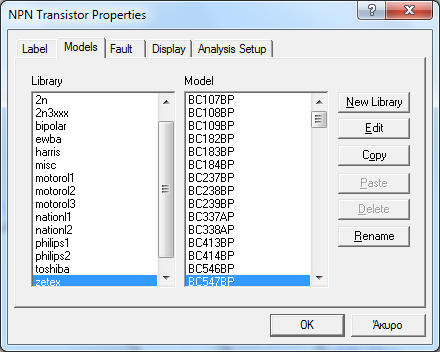 NPN Transistor Properties
Label Models Fault Display Analysis Setup
Library Model
2n
2n3xxx
bipolar
ewba
harris
misc
motorol1
motorol2
motorol3
nationl1
nationl2
philips1
philips2
toshiba
zetex
BC107BP
BC108BP
BC109BP
BC182BP
BC183BP
BC184BP
BC237BP
BC238BP
BC239BP
BC337AP
BC338AP
BC413BP
BC414BP
BC546BP
BC547BP
New Library
Edit
Copy
Paste
Delete
Rename
OK Άκυρο